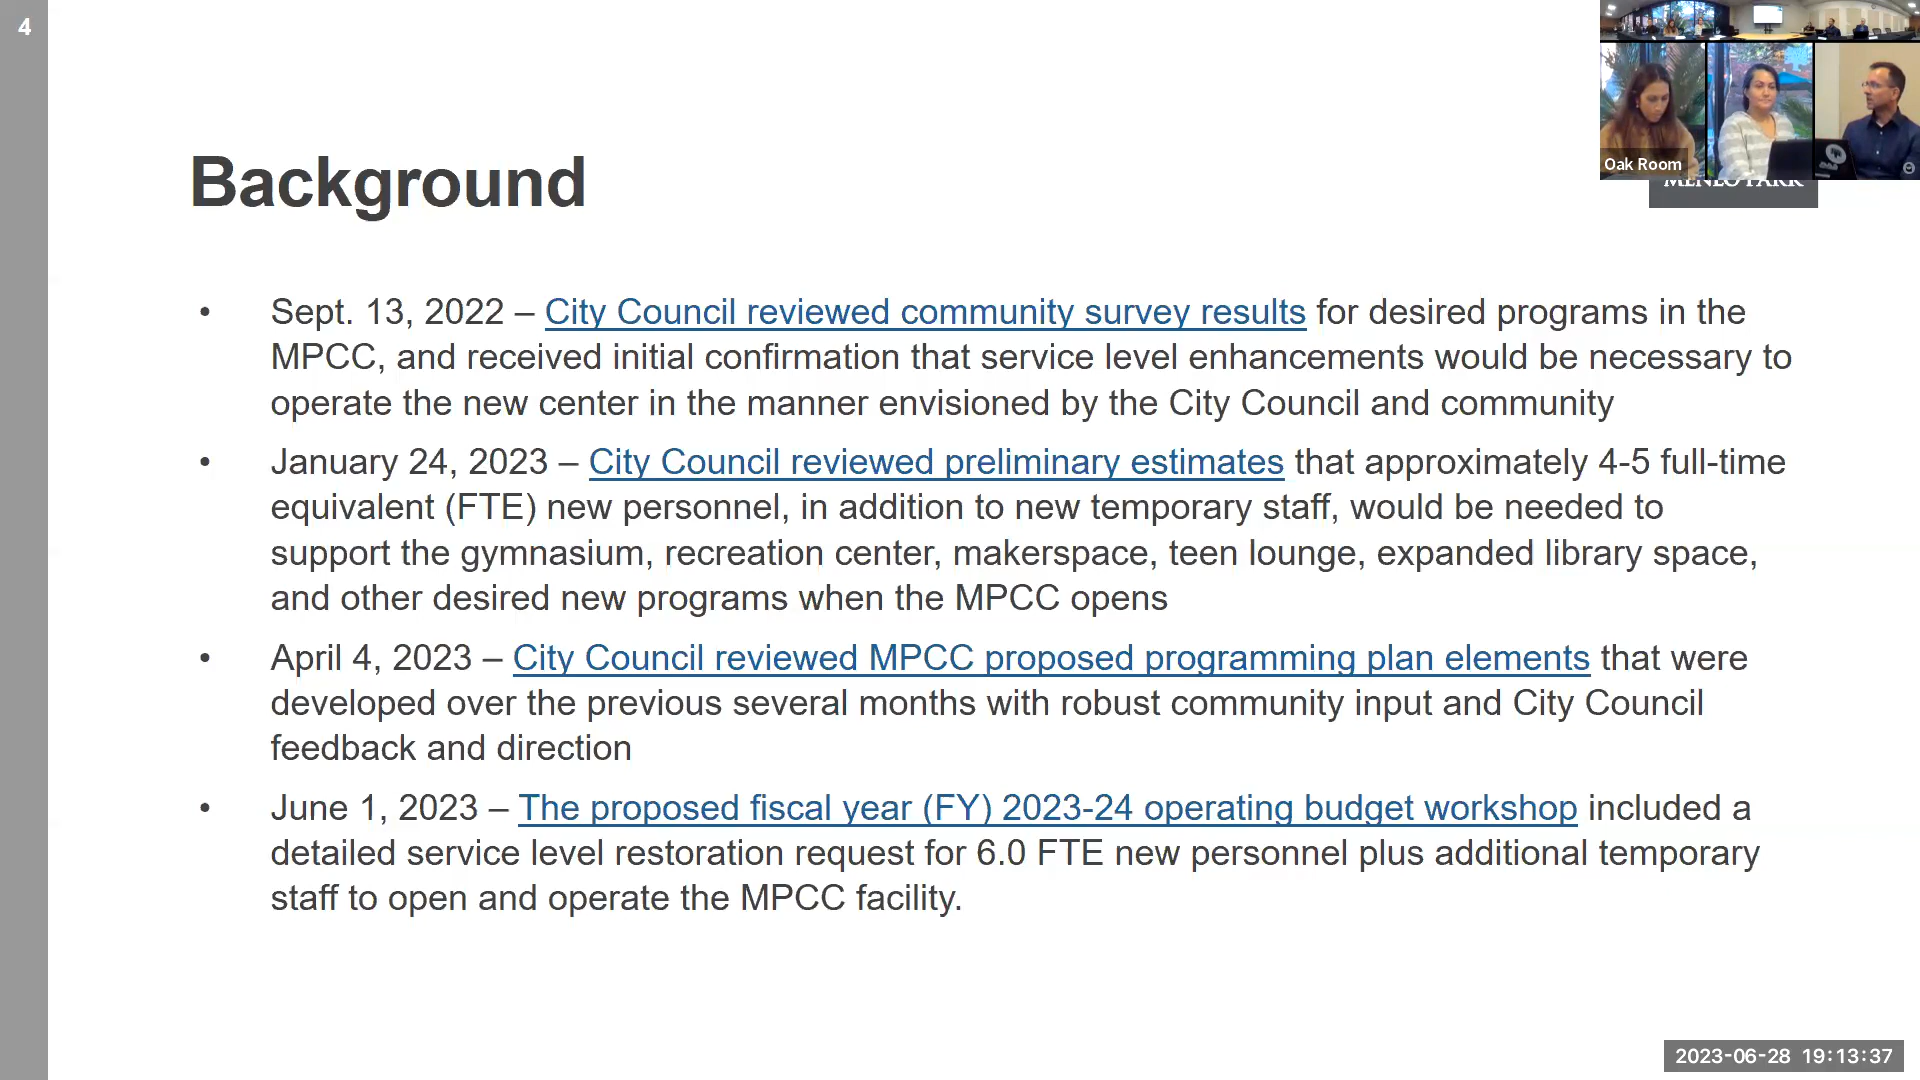 4
Oak Room
MENLO PARK
Background
• Sept. 13, 2022 – City Council reviewed community survey results for desired programs in the
MPCC, and received initial confirmation that service level enhancements would be necessary to
operate the new center in the manner envisioned by the City Council and community
• January 24, 2023 – City Council reviewed preliminary estimates that approximately 4-5 full-time
equivalent (FTE) new personnel, in addition to new temporary staff, would be needed to
support the gymnasium, recreation center, makerspace, teen lounge, expanded library space,
and other desired new programs when the MPCC opens
• April 4, 2023 – City Council reviewed MPCC proposed programming plan elements that were
developed over the previous several months with robust community input and City Council
feedback and direction
• June 1, 2023 – The proposed fiscal year (FY) 2023-24 operating budget workshop included a
detailed service level restoration request for 6.0 FTE new personnel plus additional temporary
staff to open and operate the MPCC facility.
2023-06-28 19:13:37